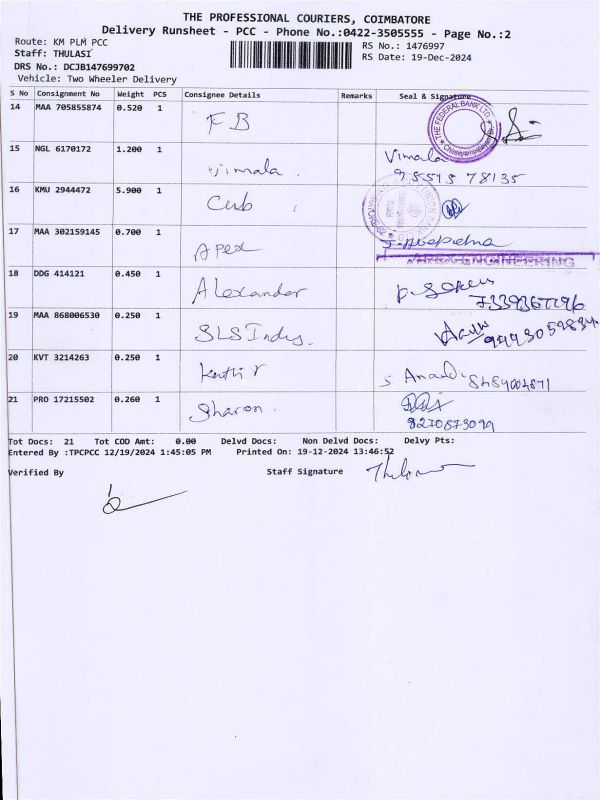 THE PROFESSIONAL COURIERS, COIMBATORE
Delivery Runsheet - PCC - Phone No.:0422-3505555 - Page No.:2
Route: KM PLM PCC
RS No.: 1476997
Staff: THULASI
RS Date: 19-Dec-2024
DRS No.: DCJB147699702
Vehicle: Two Wheeler Delivery
S No Consignment No Weight PCS Consignee Details Remarks Seal & Signature
14 MAA 705855874 0.520 1 FB THE FEDERAL BANK LTD.
15 NGL 6170172 1.200 1 vimala Vimala
95515 78135
16 KMU 2944472 5.900 1 Cub
17 MAA 302159145 0.700 1 Apex
ENGINEERING
18 DDG 414121 0.450 1 Alexander
19 MAA 868006530 0.250 1 SLS Indus.
20 KVT 3214263 0.250 1
21 PRO 17215502 0.260 1 Sharon
8270873099
Tot Docs: 21 Tot COD Amt: 0.00 Delvd Docs: Non Delvd Docs: Delvy Pts:
Entered By :TPCPCC 12/19/2024 1:45:05 PM Printed On: 19-12-2024 13:46:52
Verified By Staff Signature